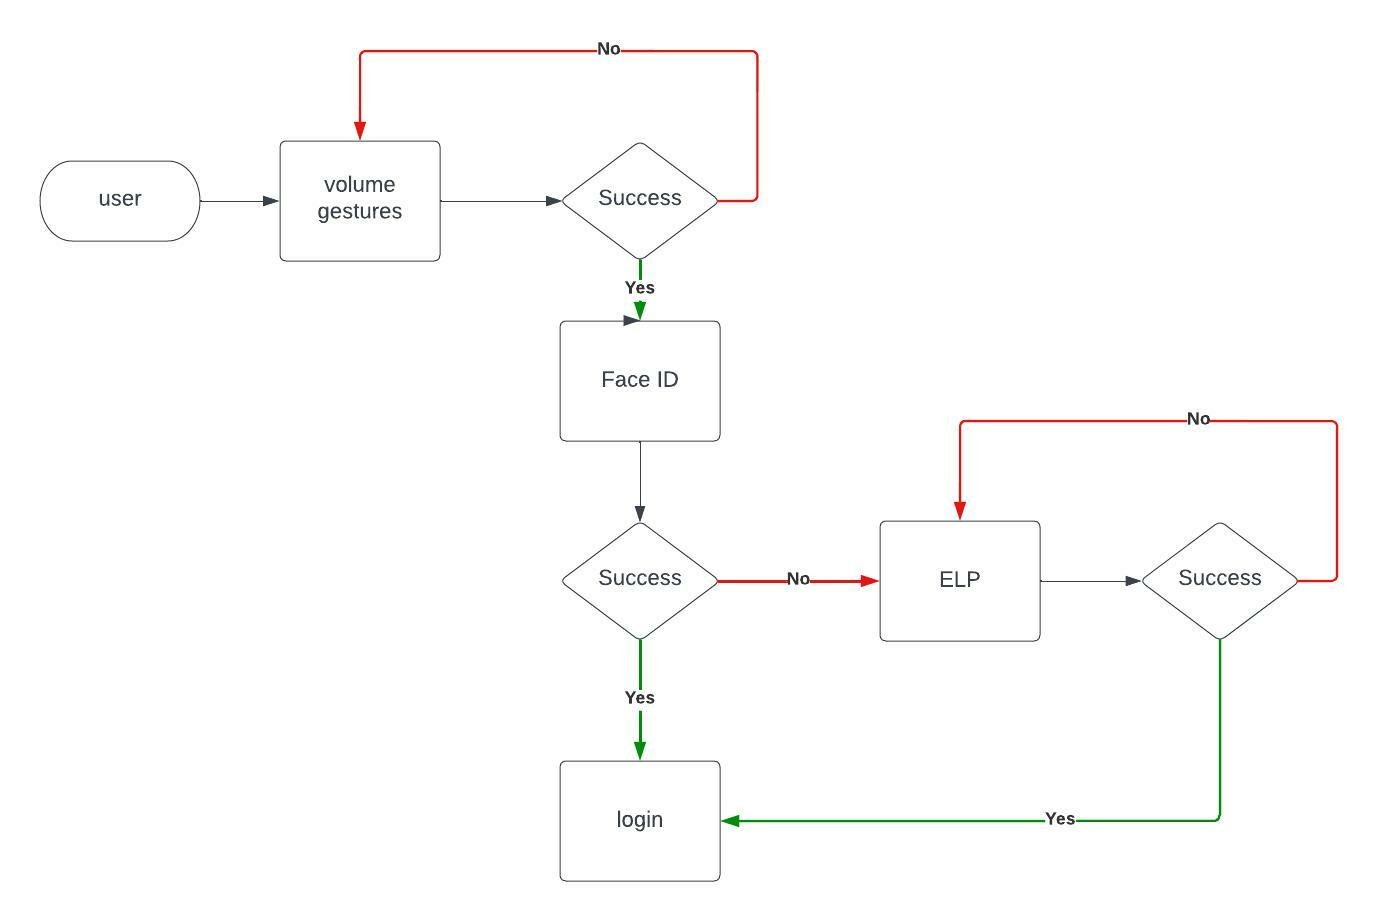 No
user
volume
gestures
Success
Yes
Face ID
No
Success
No
ELP
Success
Yes
login
Yes